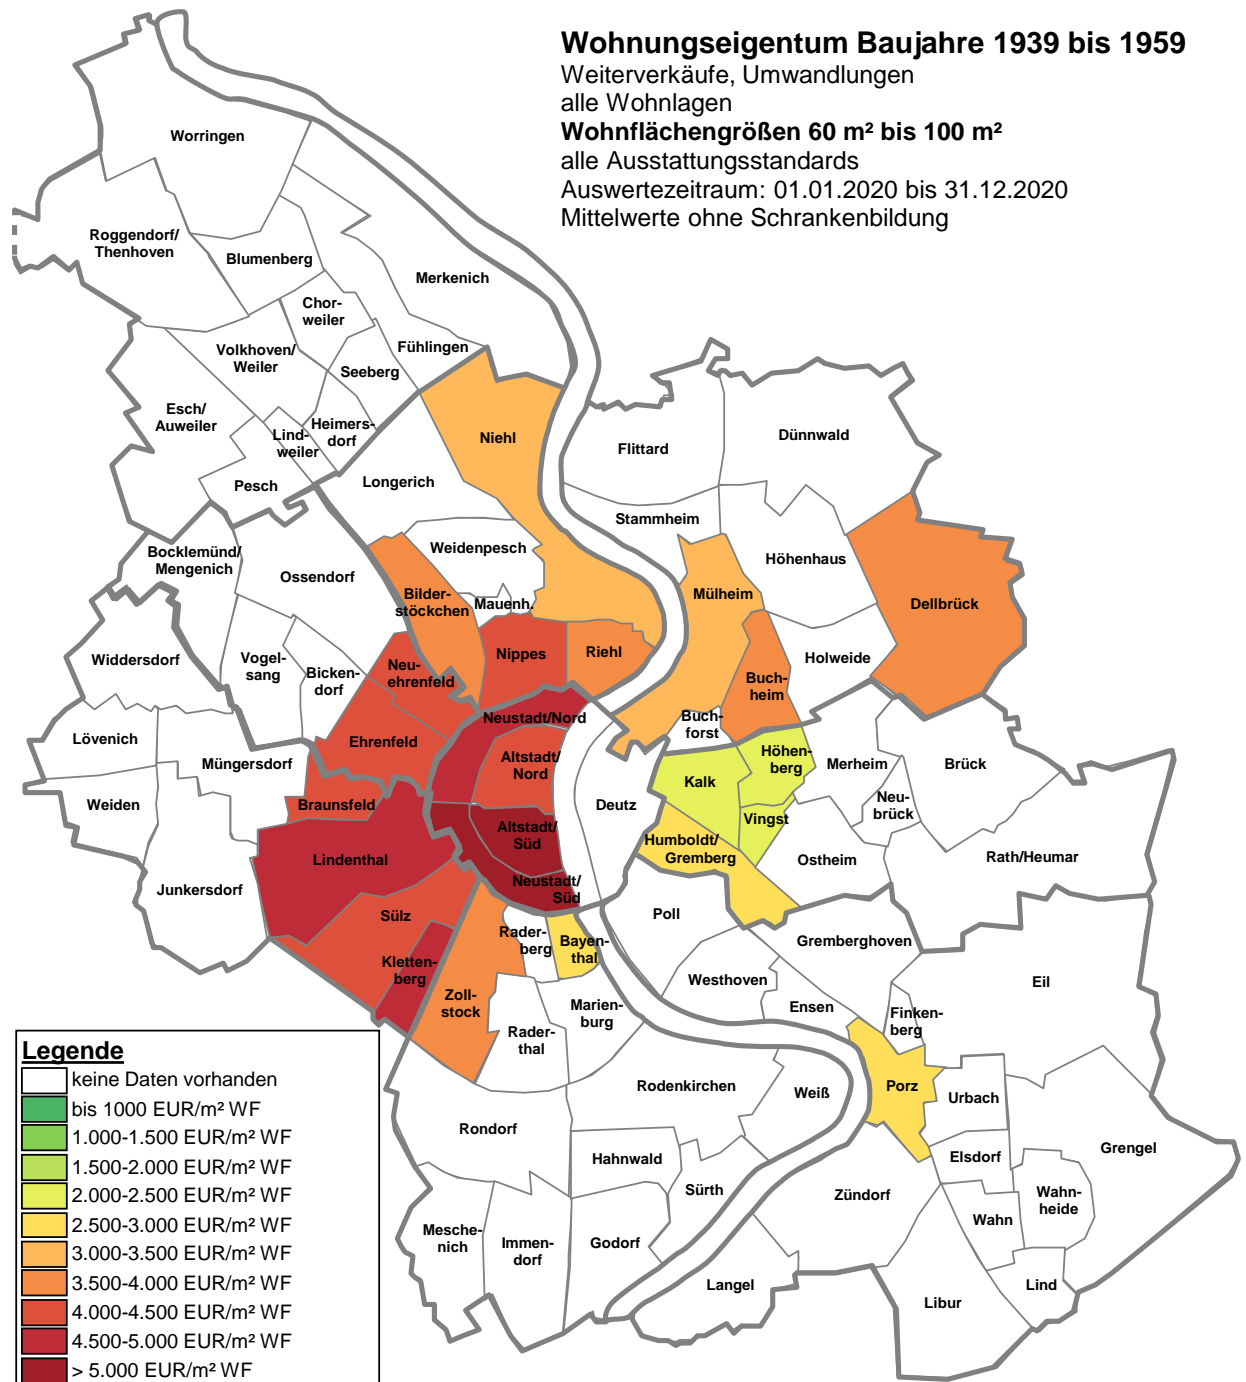 Wohnungseigentum Baujahre 1939 bis 1959
Weiterverkäufe, Umwandlungen
alle Wohnlagen
Wohnflächengrößen 60 m² bis 100 m²
alle Ausstattungsstandards
Auswertezeitraum: 01.01.2020 bis 31.12.2020
Mittelwerte ohne Schrankenbildung
Worringen
Roggendorf/
Thenhoven
Blumenberg
Merkenich
Chor-
weiler
Volkhoven/
Weiler
Fühlingen
Seeberg
Esch/
Auweiler
Heimers-
dorf
Lind-
weiler
Pesch
Niehl
Longerich
Flittard
Dünnwald
Stammheim
Bocklemünd/
Mengenich
Ossendorf
Weidenpesch
Höhenhaus
Bilder-
stöckchen
Mauenh.
Mülheim
Dellbrück
Widdersdorf
Vogel-
sang
Bicken-
dorf
Neu-
ehrenfeld
Nippes
Riehl
Holweide
Buch-
heim
Neustadt/Nord
Buch-
forst
Lövenich
Müngersdorf
Ehrenfeld
Altstadt/
Nord
Höhen-
berg
Merheim
Brück
Weiden
Braunsfeld
Deutz
Kalk
Neu-
brück
Vingst
Altstadt/
Süd
Humboldt/
Gremberg
Ostheim
Rath/Heumar
Lindenthal
Junkersdorf
Neustadt/
Süd
Sülz
Poll
Rader-
berg
Bayen-
thal
Gremberghoven
Kletten-
berg
Westhoven
Eil
Zoll-
stock
Marien-
burg
Ensen
Finken-
berg
Rader-
thal
Rodenkirchen
Weiß
Porz
Urbach
Rondorf
Grengel
Hahnwald
Elsdorf
Sürth
Zündorf
Wahn-
heide
Wahn
Mesche-
nich
Immen-
dorf
Godorf
Langel
Lind
Libur
Legende
keine Daten vorhanden
bis 1000 EUR/m² WF
1.000-1.500 EUR/m² WF
1.500-2.000 EUR/m² WF
2.000-2.500 EUR/m² WF
2.500-3.000 EUR/m² WF
3.000-3.500 EUR/m² WF
3.500-4.000 EUR/m² WF
4.000-4.500 EUR/m² WF
4.500-5.000 EUR/m² WF
> 5.000 EUR/m² WF